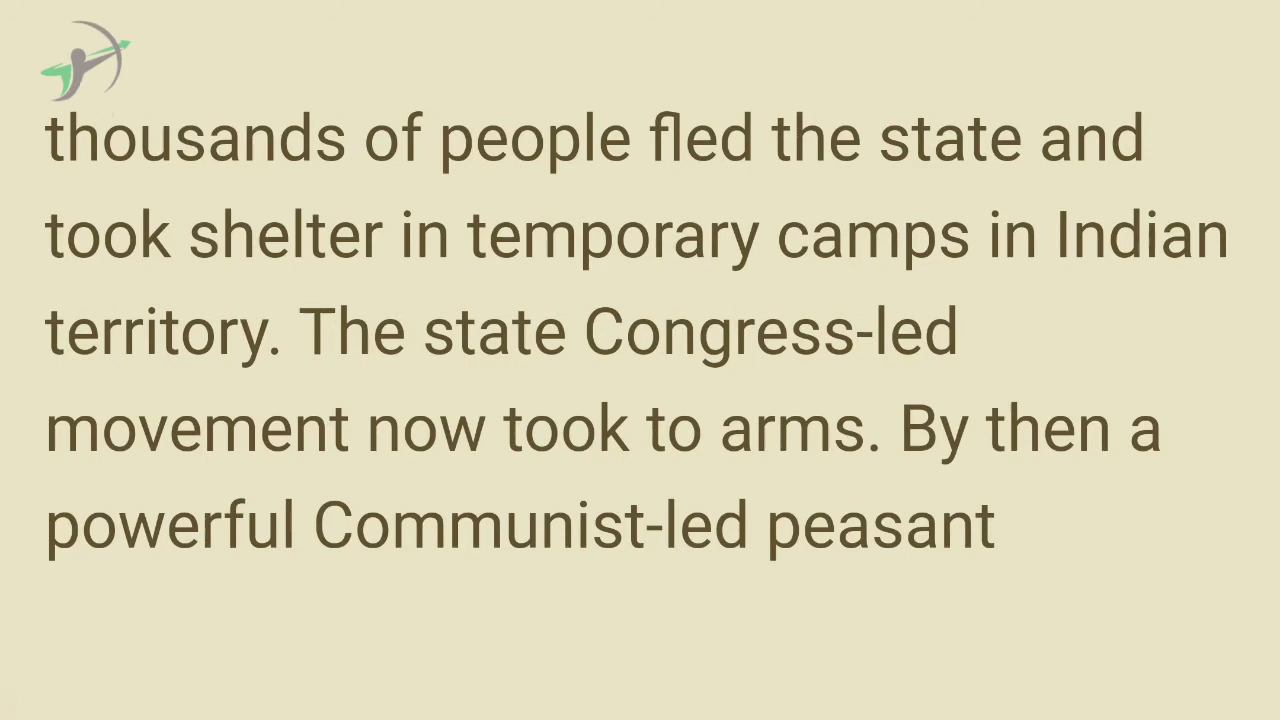 thousands of people fled the state and
took shelter in temporary camps in Indian
territory. The state Congress-led
movement now took to arms. By then a
powerful Communist-led peasant